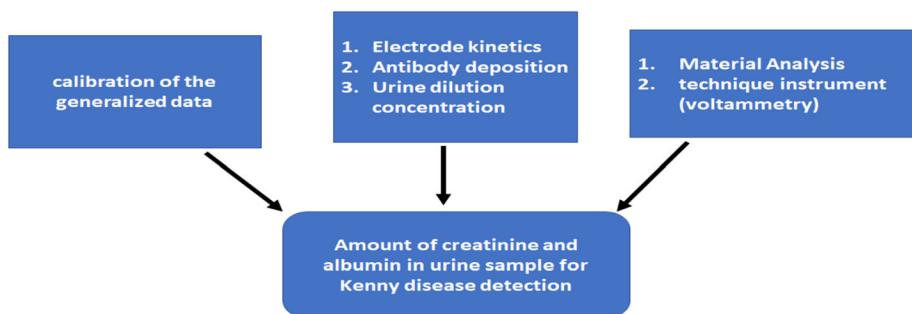 calibration of the
generalized data
1. Electrode kinetics
2. Antibody deposition
3. Urine dilution
concentration
1. Material Analysis
2. technique instrument
(voltammetry)
Amount of creatinine and
albumin in urine sample for
Kenny disease detection